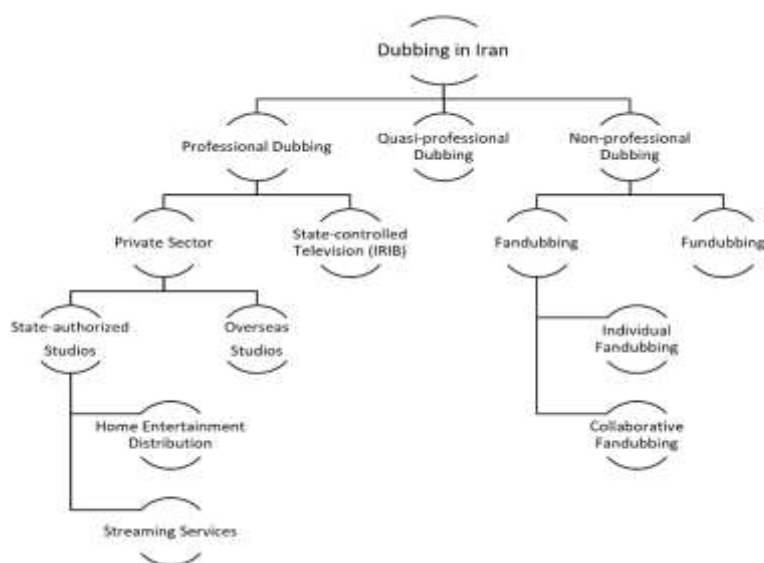 Dubbing in Iran
Professional Dubbing
Quasi-professional
Dubbing
Non-professional
Dubbing
Private Sector
State-controlled
Television (IRIB)
Fandubbing
Fundubbing
State-authorized
Studios
Overseas
Studios
Individual
Fandubbing
Home Entertainment
Distribution
Collaborative
Fandubbing
Streaming Services